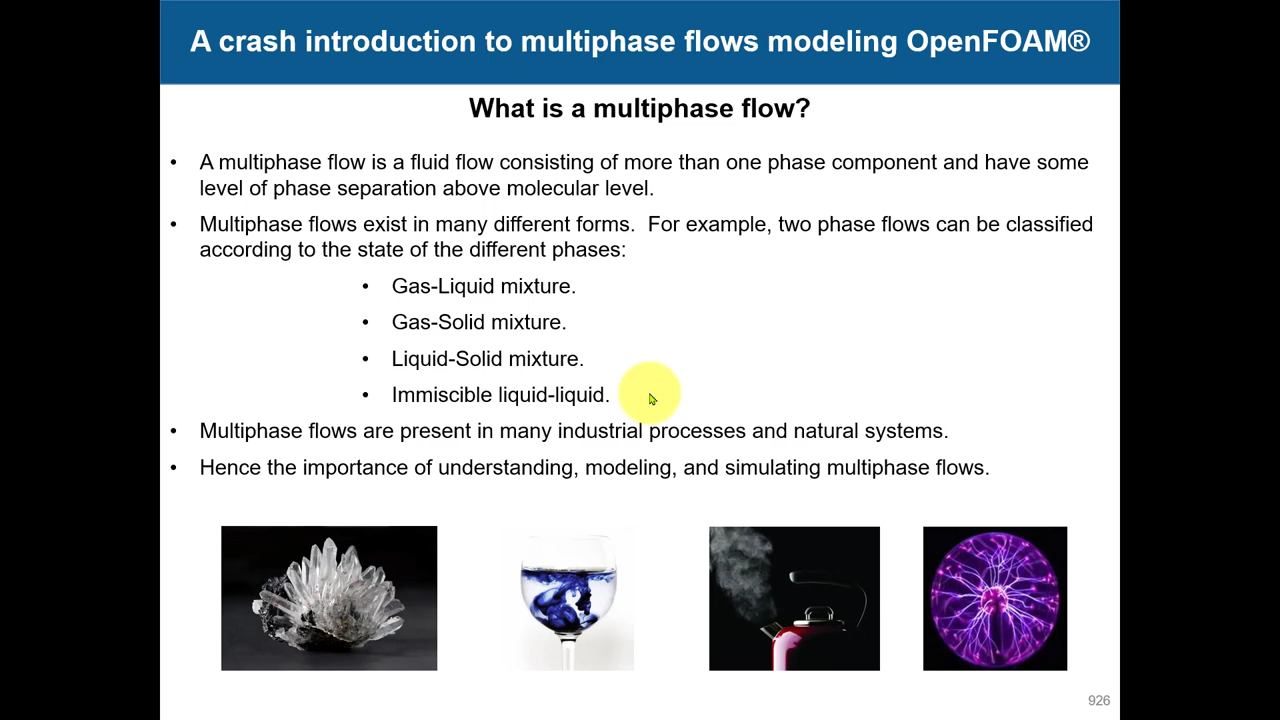 A crash introduction to multiphase flows modeling OpenFOAM®
What is a multiphase flow?
• A multiphase flow is a fluid flow consisting of more than one phase component and have some
level of phase separation above molecular level.
• Multiphase flows exist in many different forms. For example, two phase flows can be classified
according to the state of the different phases:
• Gas-Liquid mixture.
• Gas-Solid mixture.
• Liquid-Solid mixture.
• Immiscible liquid-liquid.
• Multiphase flows are present in many industrial processes and natural systems.
• Hence the importance of understanding, modeling, and simulating multiphase flows.
926